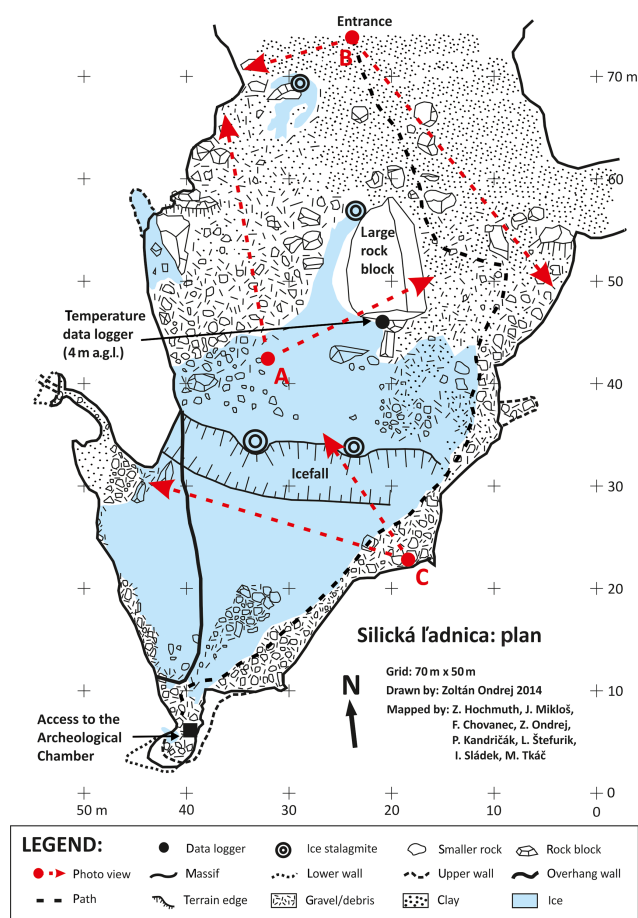 Entrance
B
70 m
60
Large
rock
block
50
Temperature
data logger
(4 m a.g.l.)
A
40
Icefall
30
C
20
Silická ľadnica: plan
N
Grid: 70 m x 50 m
Drawn by: Zoltán Ondrej 2014
Mapped by: Z. Hochmuth, J. Mikloš,
F. Chovanec, Z. Ondrej,
P. Kandričák, L. Štefurik,
I. Sládek, M. Tkáč
10
Access to the
Archeological
Chamber
0
50 m
40
30
20
10
0
LEGEND:
Data logger
Ice stalagmite
Smaller rock
Rock block
Photo view
Massif
Lower wall
Upper wall
Overhang wall
Path
Terrain edge
Gravel/debris
Clay
Ice